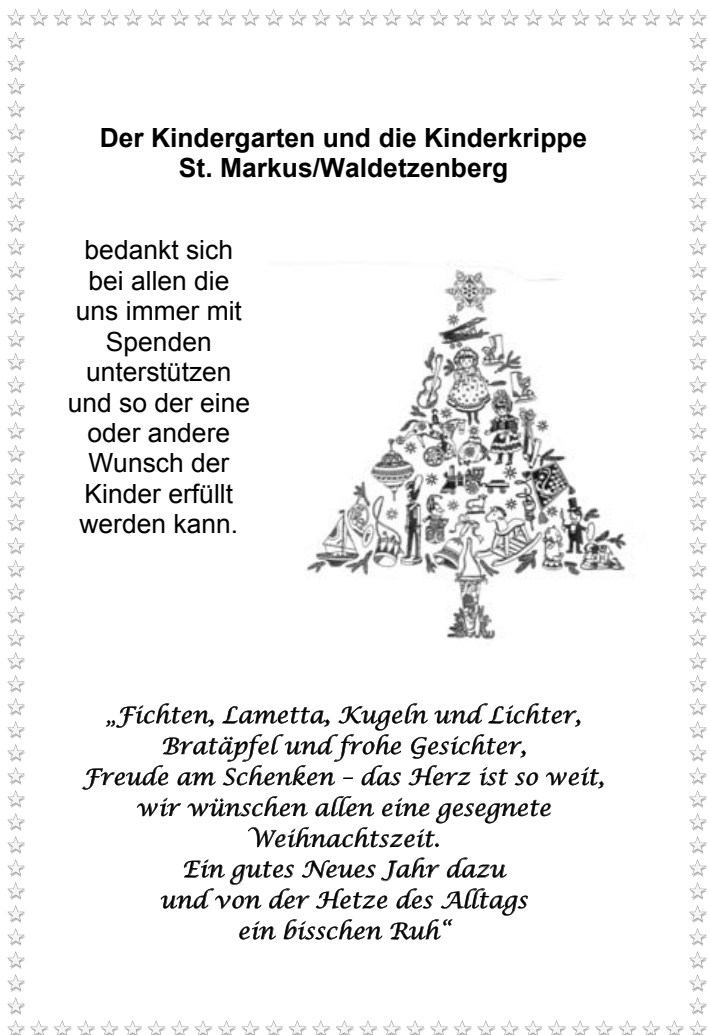 Der Kindergarten und die Kinderkrippe
St. Markus/Waldetzenberg
bedankt sich
bei allen die
uns immer mit
Spenden
unterstützen
und so der eine
oder andere
Wunsch der
Kinder erfüllt
werden kann.
„Fichten, Lametta, Kugeln und Lichter,
Bratäpfel und frohe Gesichter,
Freude am Schenken – das Herz ist so weit,
wir wünschen allen eine gesegnete
Weihnachtszeit.
Ein gutes Neues Jahr dazu
und von der Hetze des Alltags
ein bisschen Ruh“